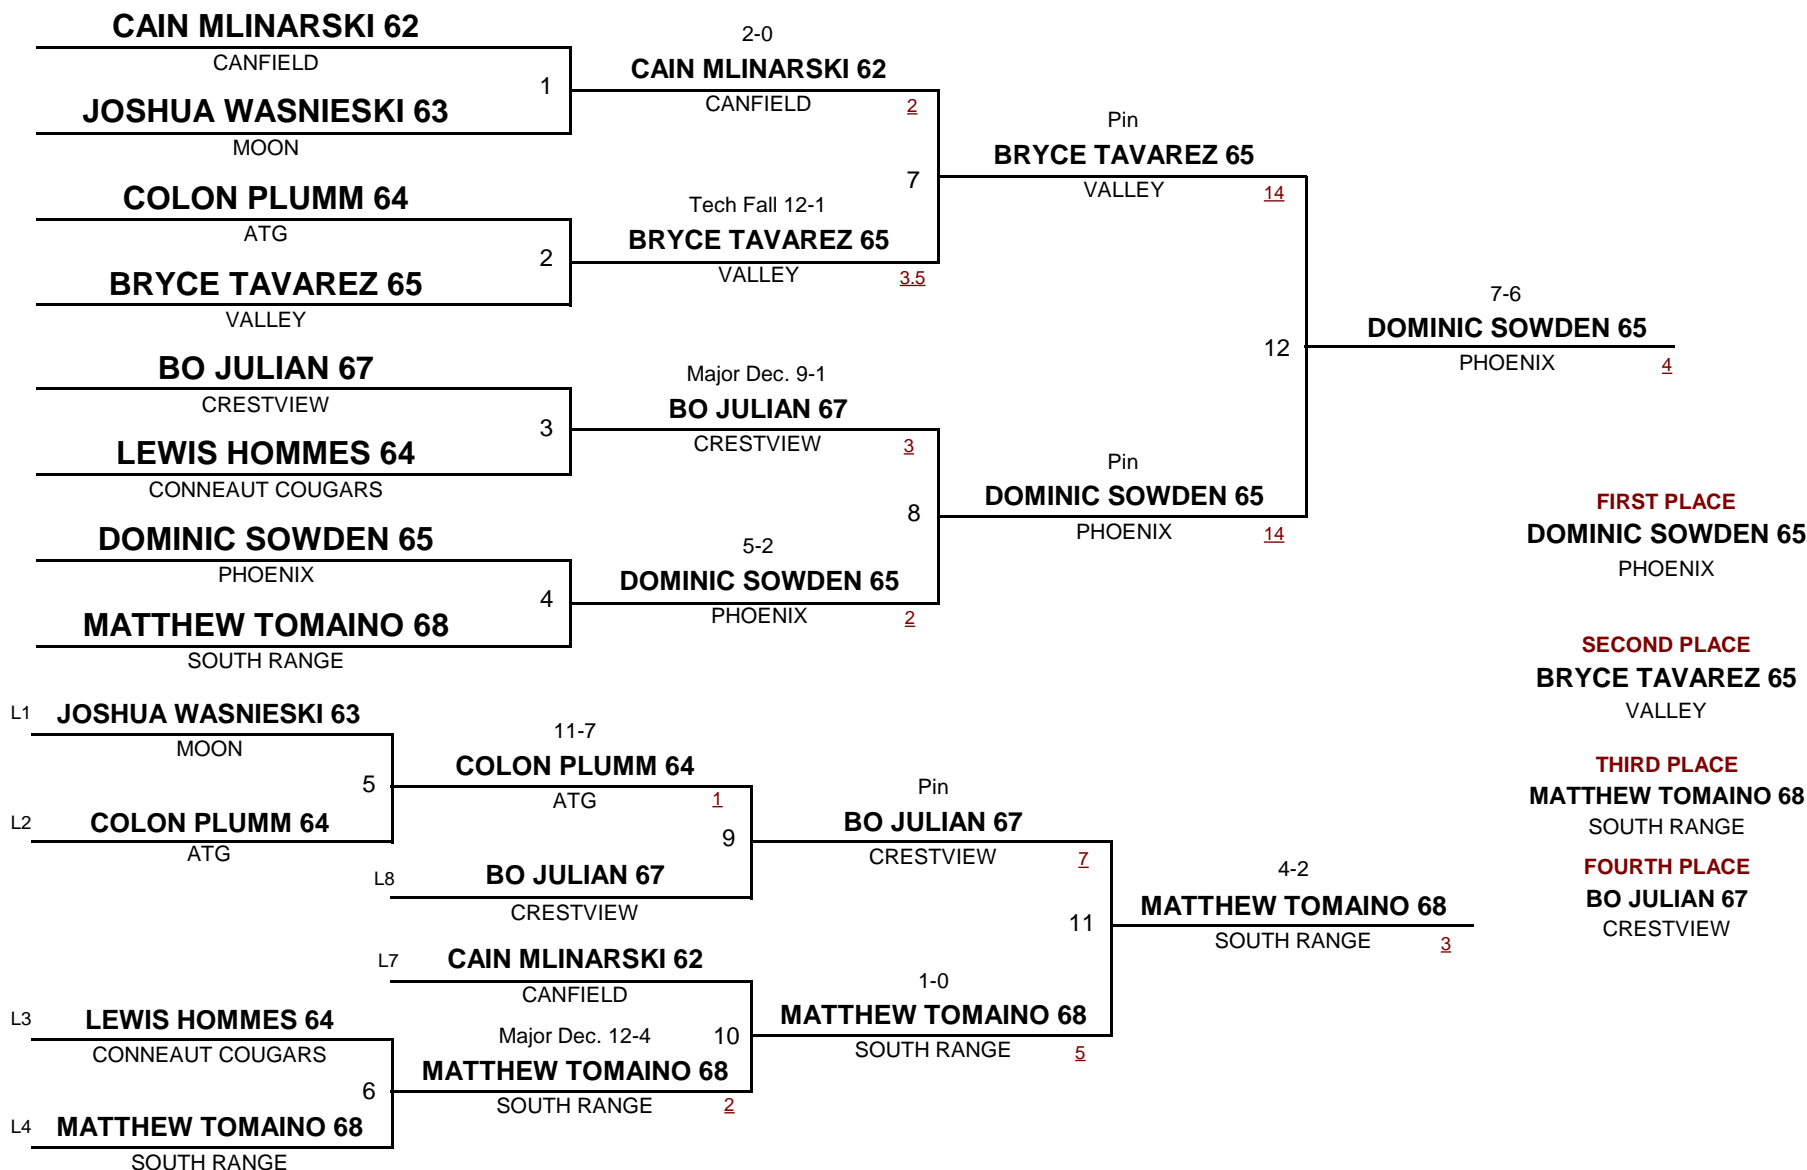 CAIN MLINARSKI 62
CANFIELD
1
JOSHUA WASNIESKI 63
MOON
COLON PLUMM 64
ATG
2
BRYCE TAVAREZ 65
VALLEY
BO JULIAN 67
CRESTVIEW
3
LEWIS HOMMES 64
CONNEAUT COUGARS
DOMINIC SOWDEN 65
PHOENIX
4
MATTHEW TOMAINO 68
SOUTH RANGE
2-0
CAIN MLINARSKI 62
CANFIELD
2
7
Tech Fall 12-1
BRYCE TAVAREZ 65
VALLEY
3.5
Major Dec. 9-1
BO JULIAN 67
CRESTVIEW
3
8
5-2
DOMINIC SOWDEN 65
PHOENIX
2
Pin
BRYCE TAVAREZ 65
VALLEY
14
12
Pin
DOMINIC SOWDEN 65
PHOENIX
14
7-6
DOMINIC SOWDEN 65
PHOENIX
4
FIRST PLACE
DOMINIC SOWDEN 65
PHOENIX
SECOND PLACE
BRYCE TAVAREZ 65
VALLEY
THIRD PLACE
MATTHEW TOMAINO 68
SOUTH RANGE
FOURTH PLACE
BO JULIAN 67
CRESTVIEW
L1
JOSHUA WASNIESKI 63
MOON
5
L2
COLON PLUMM 64
ATG
L3
LEWIS HOMMES 64
CONNEAUT COUGARS
6
L4
MATTHEW TOMAINO 68
SOUTH RANGE
11-7
COLON PLUMM 64
ATG
1
9
L8
BO JULIAN 67
CRESTVIEW
L7
CAIN MLINARSKI 62
CANFIELD
10
Major Dec. 12-4
MATTHEW TOMAINO 68
SOUTH RANGE
2
Pin
BO JULIAN 67
CRESTVIEW
7
11
1-0
MATTHEW TOMAINO 68
SOUTH RANGE
5
4-2
MATTHEW TOMAINO 68
SOUTH RANGE
3